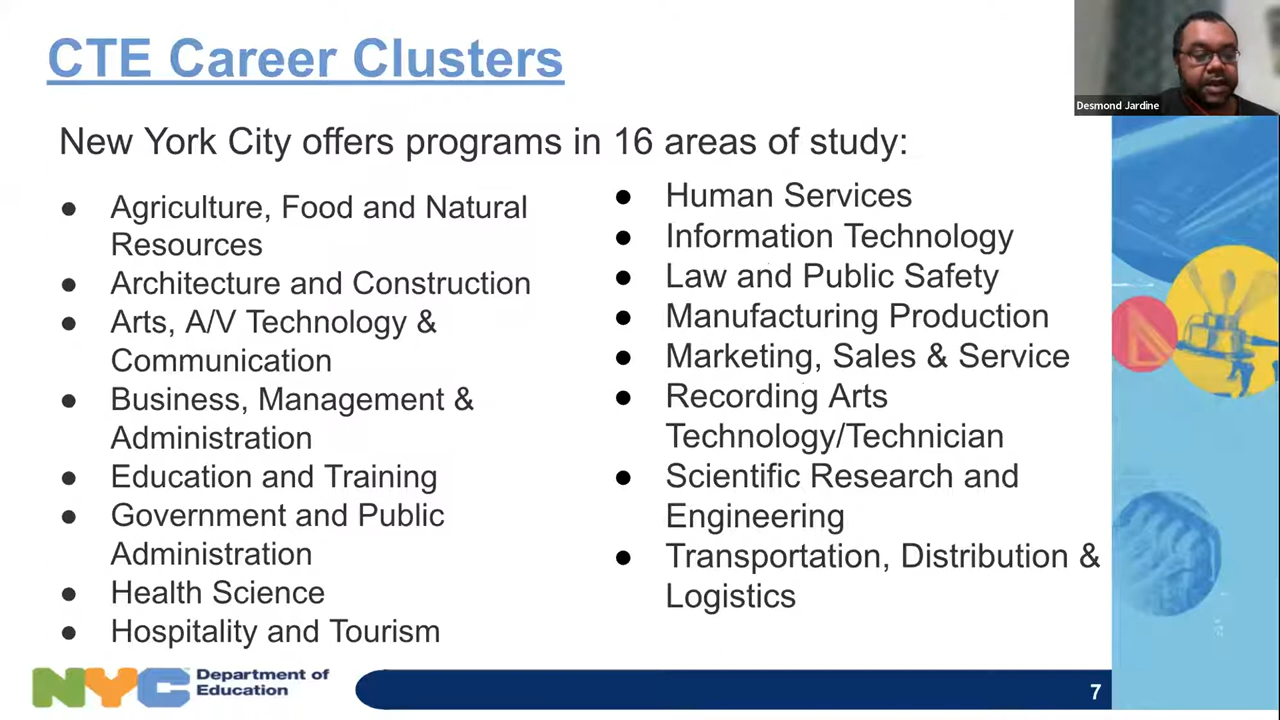 CTE Career Clusters
Desmond Jardine
New York City offers programs in 16 areas of study:
● Agriculture, Food and Natural
Resources
● Architecture and Construction
● Arts, A/V Technology &
Communication
● Business, Management &
Administration
● Education and Training
● Government and Public
Administration
● Health Science
● Hospitality and Tourism
● Human Services
● Information Technology
● Law and Public Safety
● Manufacturing Production
● Marketing, Sales & Service
● Recording Arts
Technology/Technician
● Scientific Research and
Engineering
● Transportation, Distribution &
Logistics
NYC Department of
Education
7